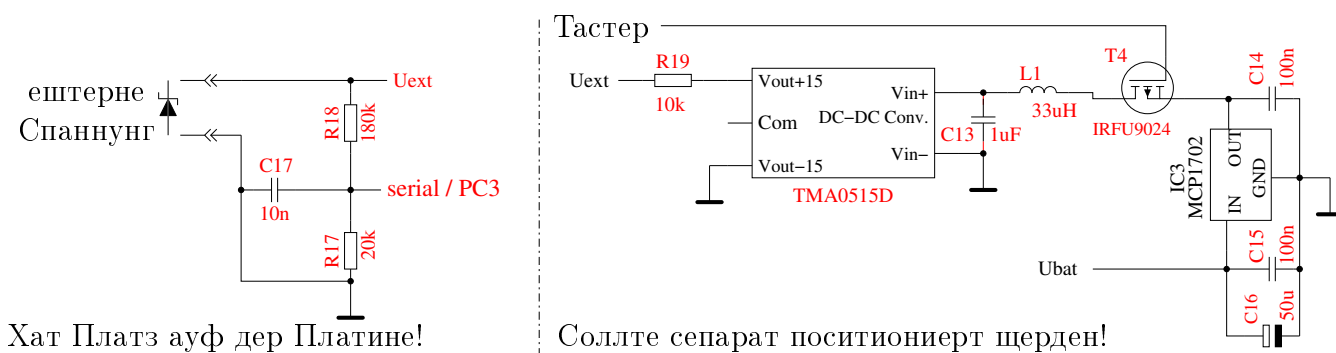 ештерне
Спаннунг
Uext
R18
180k
C17
10n
serial / PC3
R17
20k
Хат Платз ауф дер Платине!
Тастер
Uext
R19
10k
Vout+15
Com
Vout−15
Vin+
DC−DC Conv.
Vin−
TMA0515D
C13
1uF
L1
33uH
T4
IRFU9024
C14
100n
IC3
MCP1702
OUT
GND
IN
Ubat
C15
100n
C16
50u
Соллте сепарат поситиониерт щерден!